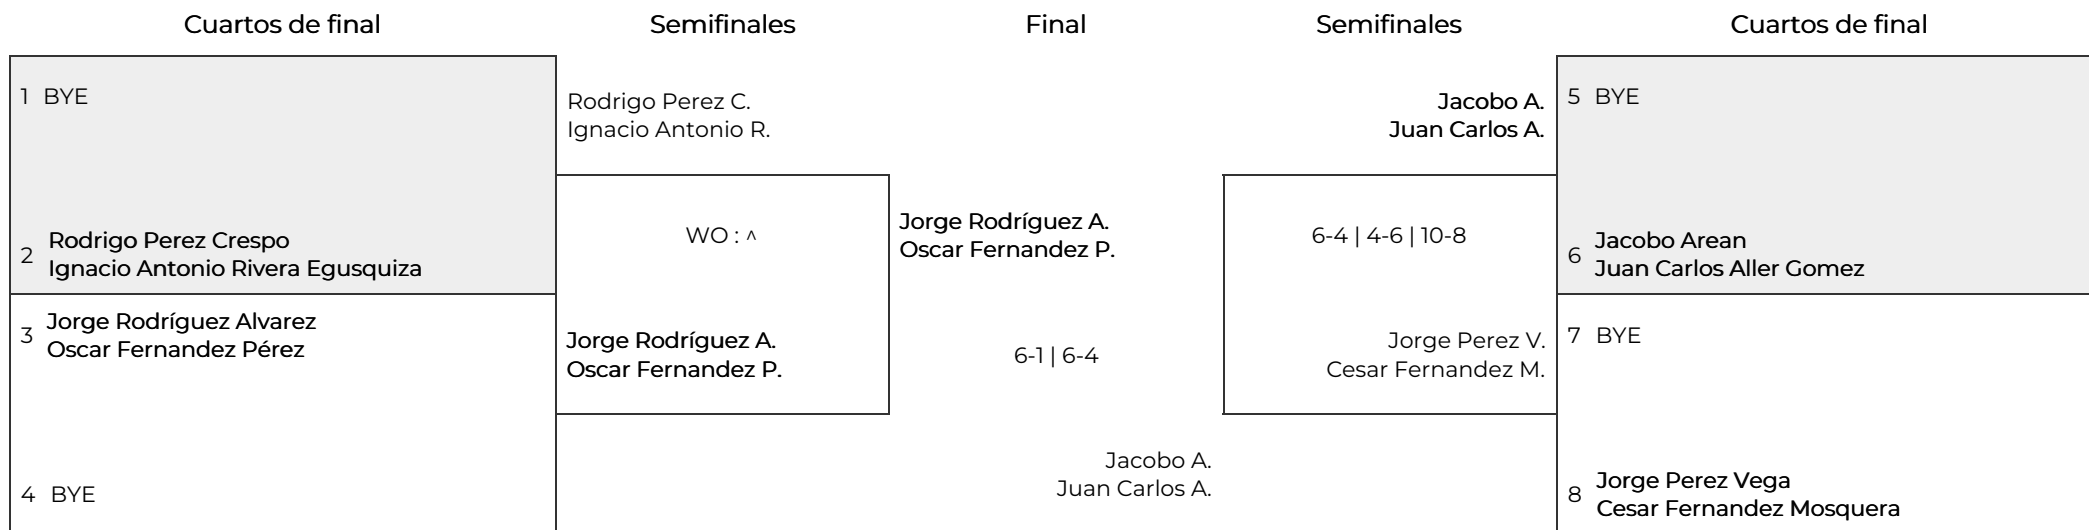 Cuartos de final
Semifinales
Final
Semifinales
Cuartos de final
1 BYE
2 Rodrigo Perez Crespo
Ignacio Antonio Rivera Egusquiza
3 Jorge Rodríguez Alvarez
Oscar Fernandez Pérez
4 BYE
Rodrigo Perez C.
Ignacio Antonio R.
WO : ^
Jorge Rodríguez A.
Oscar Fernandez P.
Jorge Rodríguez A.
Oscar Fernandez P.
6-1 | 6-4
Jacobo A.
Juan Carlos A.
Jacobo A.
Juan Carlos A.
6-4 | 4-6 | 10-8
Jorge Perez V.
Cesar Fernandez M.
5 BYE
6 Jacobo Arean
Juan Carlos Aller Gomez
7 BYE
8 Jorge Perez Vega
Cesar Fernandez Mosquera